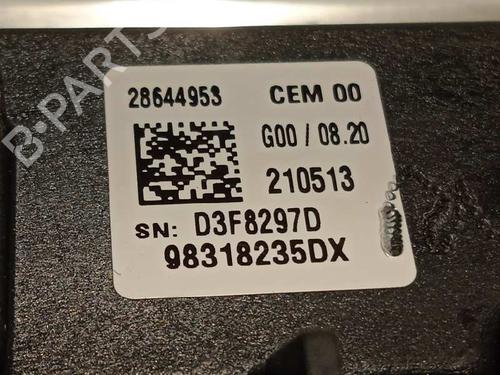 B-PARTS
28644953 CEM 00
G00 / 08.20
210513
SN: D3F8297D
98318235DX